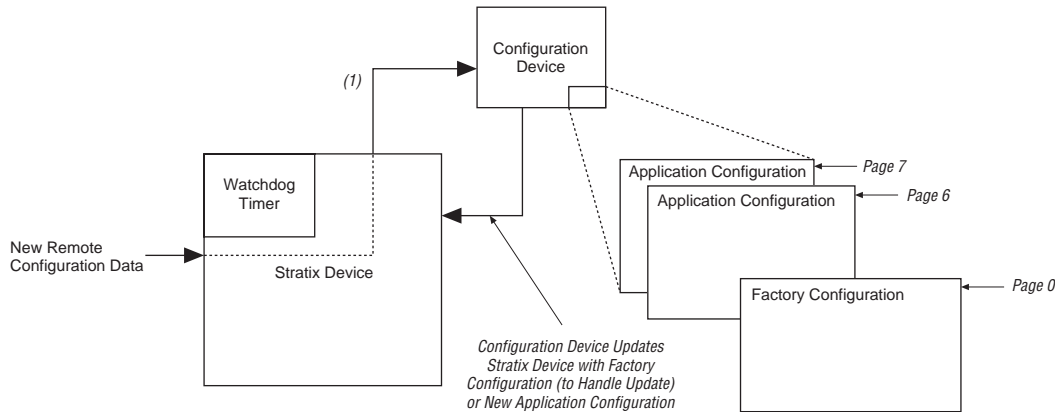 Configuration
Device
(1)
Watchdog
Timer
New Remote
Configuration Data
Stratix Device
Application Configuration
Page 7
Application Configuration
Page 6
Factory Configuration
Page 0
Configuration Device Updates
Stratix Device with Factory
Configuration (to Handle Update)
or New Application Configuration